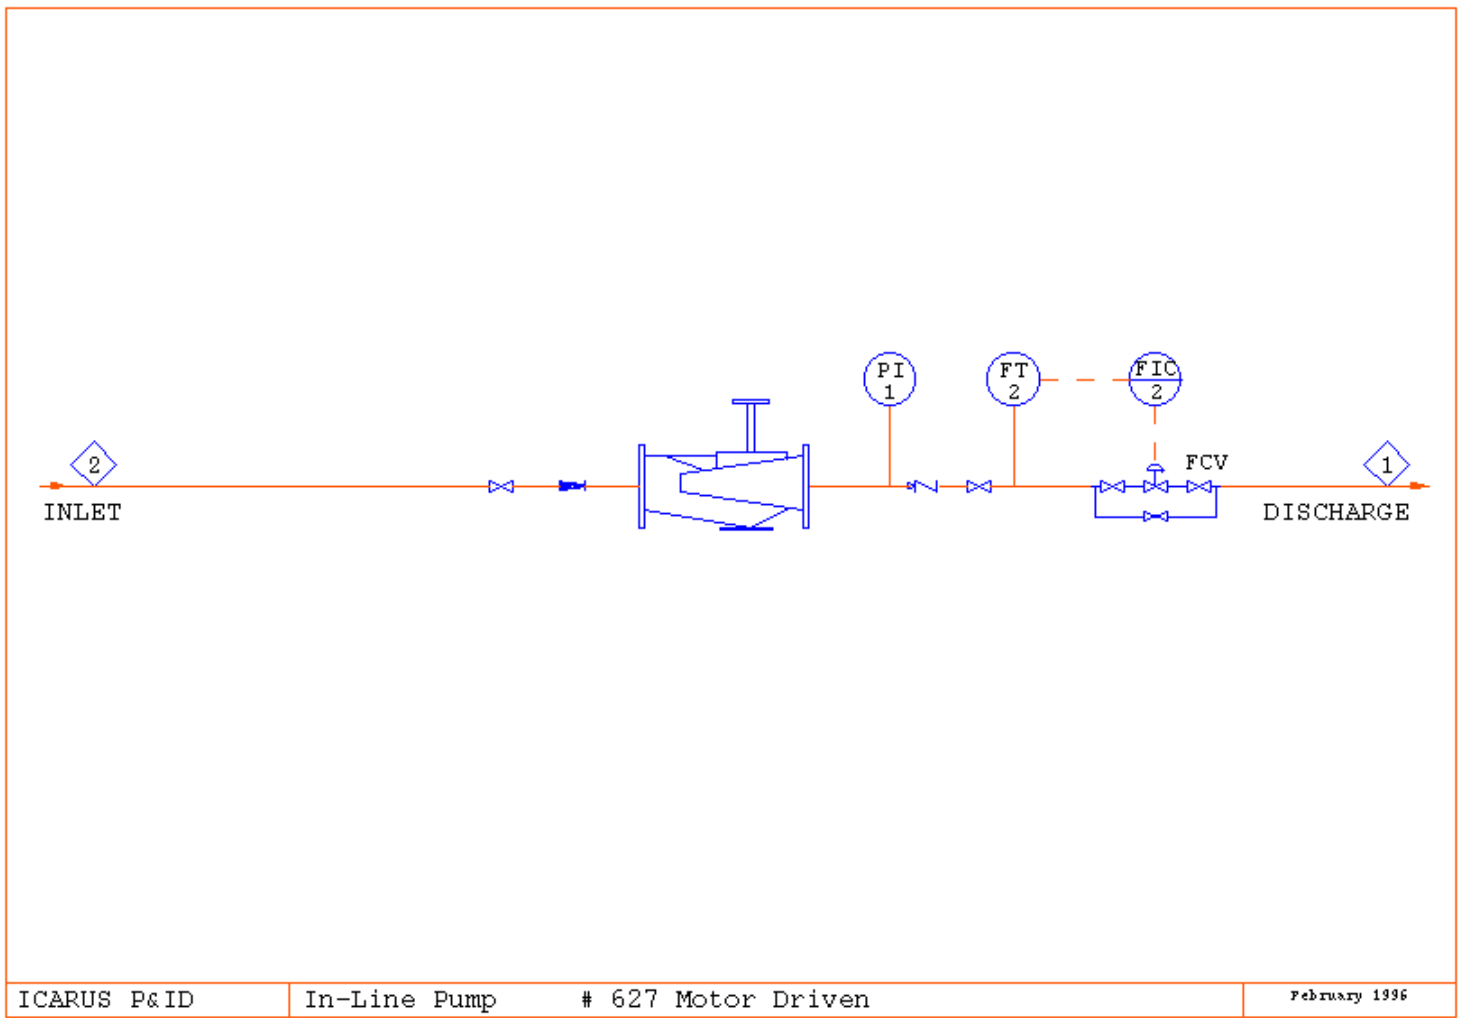 PI
1
FT
2
FIC
2
2
FCV
1
INLET
DISCHARGE
ICARUS P&ID
In-Line Pump # 627 Motor Driven
February 1996